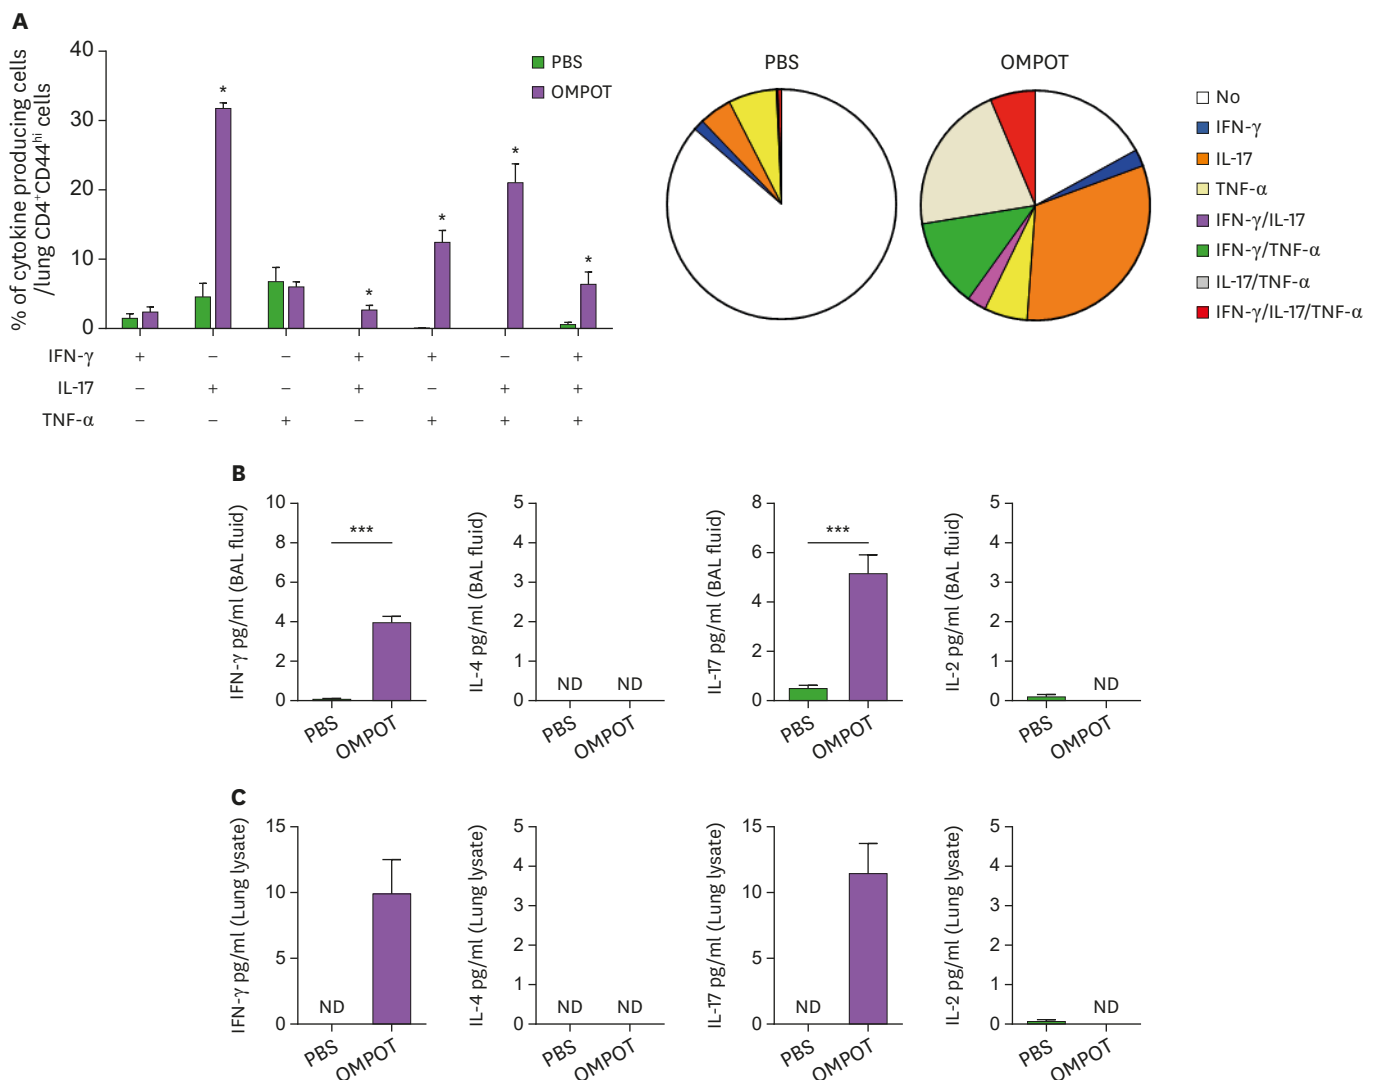 A
% of cytokine producing cells
/lung CD4⁺CD44ʰⁱ cells
40
30
20
10
0
PBS
OMPOT
*
*
*
*
*
IFN-γ + − − + + − +
IL-17 − + − + − + +
TNF-α − − + − + + +
PBS
OMPOT
No
IFN-γ
IL-17
TNF-α
IFN-γ/IL-17
IFN-γ/TNF-α
IL-17/TNF-α
IFN-γ/IL-17/TNF-α
B
IFN-γ pg/ml (BAL fluid)
10
8
6
4
2
0
***
PBS
OMPOT
IL-4 pg/ml (BAL fluid)
5
4
3
2
1
0
ND ND
PBS
OMPOT
IL-17 pg/ml (BAL fluid)
8
6
4
2
0
***
PBS
OMPOT
IL-2 pg/ml (BAL fluid)
5
4
3
2
1
0
ND
PBS
OMPOT
C
IFN-γ pg/ml (Lung lysate)
15
10
5
0
ND
PBS
OMPOT
IL-4 pg/ml (Lung lysate)
5
4
3
2
1
0
ND ND
PBS
OMPOT
IL-17 pg/ml (Lung lysate)
15
10
5
0
ND
PBS
OMPOT
IL-2 pg/ml (Lung lysate)
5
4
3
2
1
0
ND
PBS
OMPOT